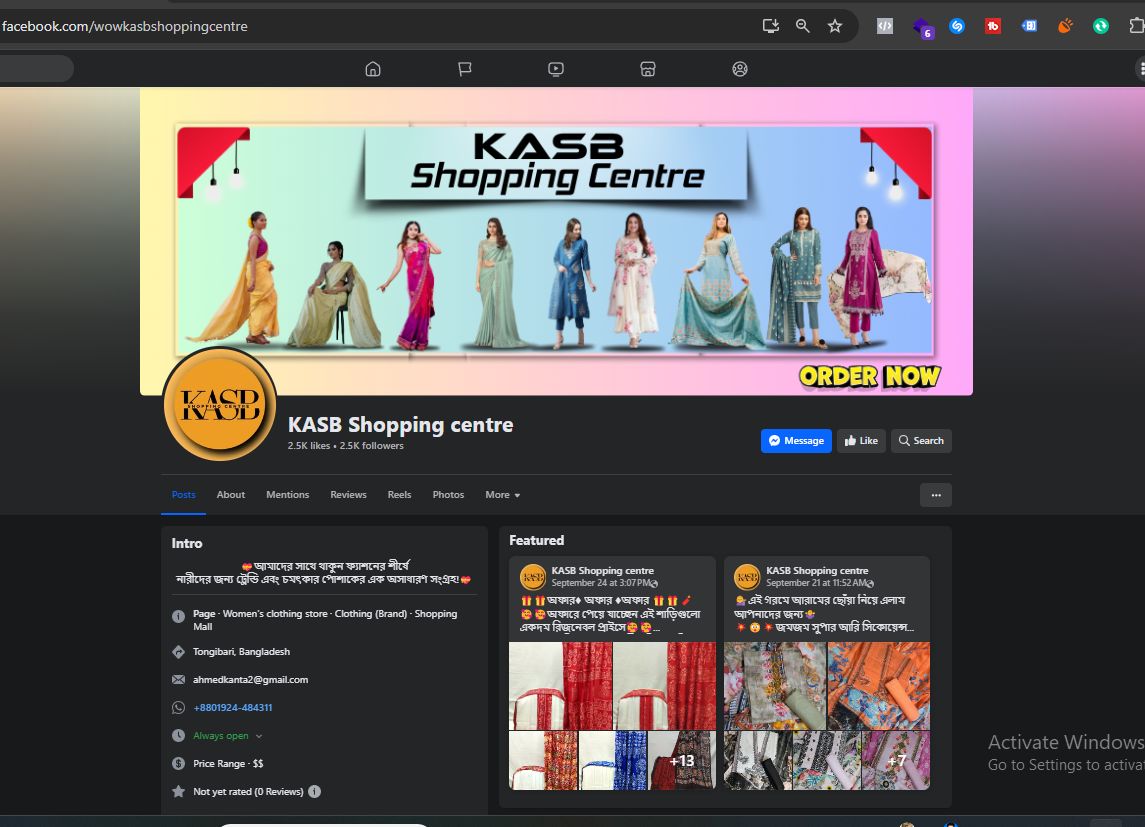 facebook.com/wowkasbshoppingcentre
6
KASB
Shopping Centre
ORDER NOW
KASB
SHOPPING CENTRE
KASB Shopping centre
2.5K likes • 2.5K followers
Message
Like
Search
Posts
About
Mentions
Reviews
Reels
Photos
More
Intro
💝আমাদের সাথে থাকুন ফ্যাশনের শীর্ষে
নারীদের জন্য ট্রেন্ডি এবং চমৎকার পোশাকের এক অসাধারণ সংগ্রহ!💝
Page · Women's clothing store · Clothing (Brand) · Shopping
Mall
Tongibari, Bangladesh
ahmedkanta2@gmail.com
+8801924-484311
Always open
Price Range · $$
Not yet rated (0 Reviews)
Featured
KASB Shopping centre
September 24 at 3:07 PM
🎁🎁অফার♦ অফার ♦অফার 🎁🎁🧨
🥰🥰অফারে পেয়ে যাচ্ছেন এই শাড়িগুলো
একদম রিজনেবল প্রাইসে🥰🥰...
+13
KASB Shopping centre
September 21 at 11:52 AM
এই গরমে আরামের ছোঁয়া নিয়ে এলাম
আপনাদের জন্য
💥😲💥জমজম সুপার আরি সিকোয়েন্স...
+7
Activate Windows
Go to Settings to activa